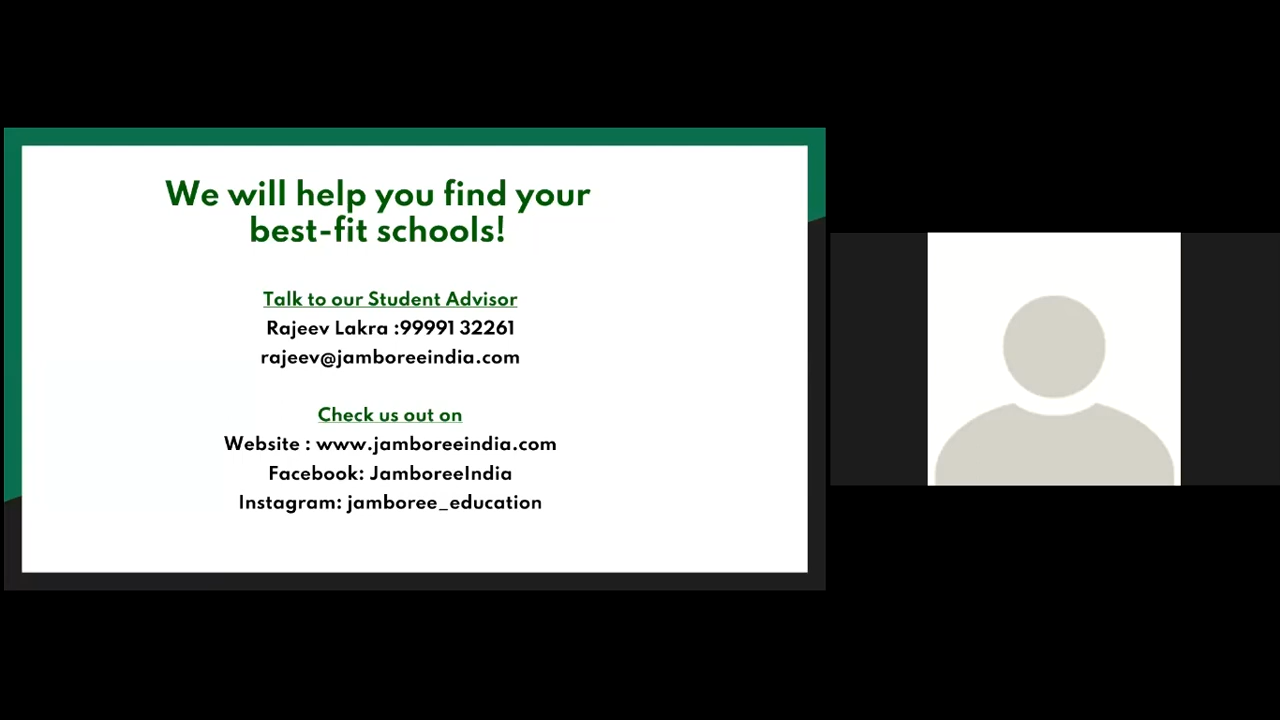 We will help you find your
best-fit schools!
Talk to our Student Advisor
Rajeev Lakra :99991 32261
rajeev@jamboreeindia.com
Check us out on
Website : www.jamboreeindia.com
Facebook: JamboreeIndia
Instagram: jamboree_education